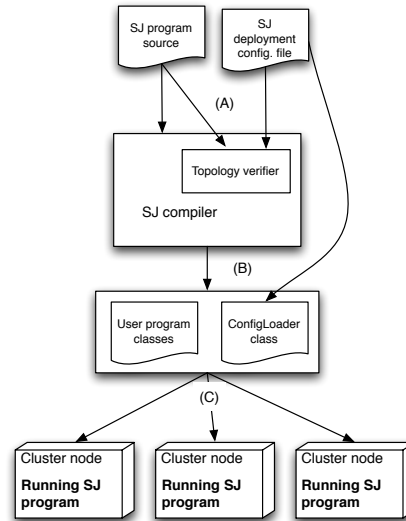 SJ program
source
SJ
deployment
config. file
(A)
Topology verifier
SJ compiler
(B)
User program
classes
ConfigLoader
class
(C)
Cluster node
Running SJ
program
Cluster node
Running SJ
program
Cluster node
Running SJ
program